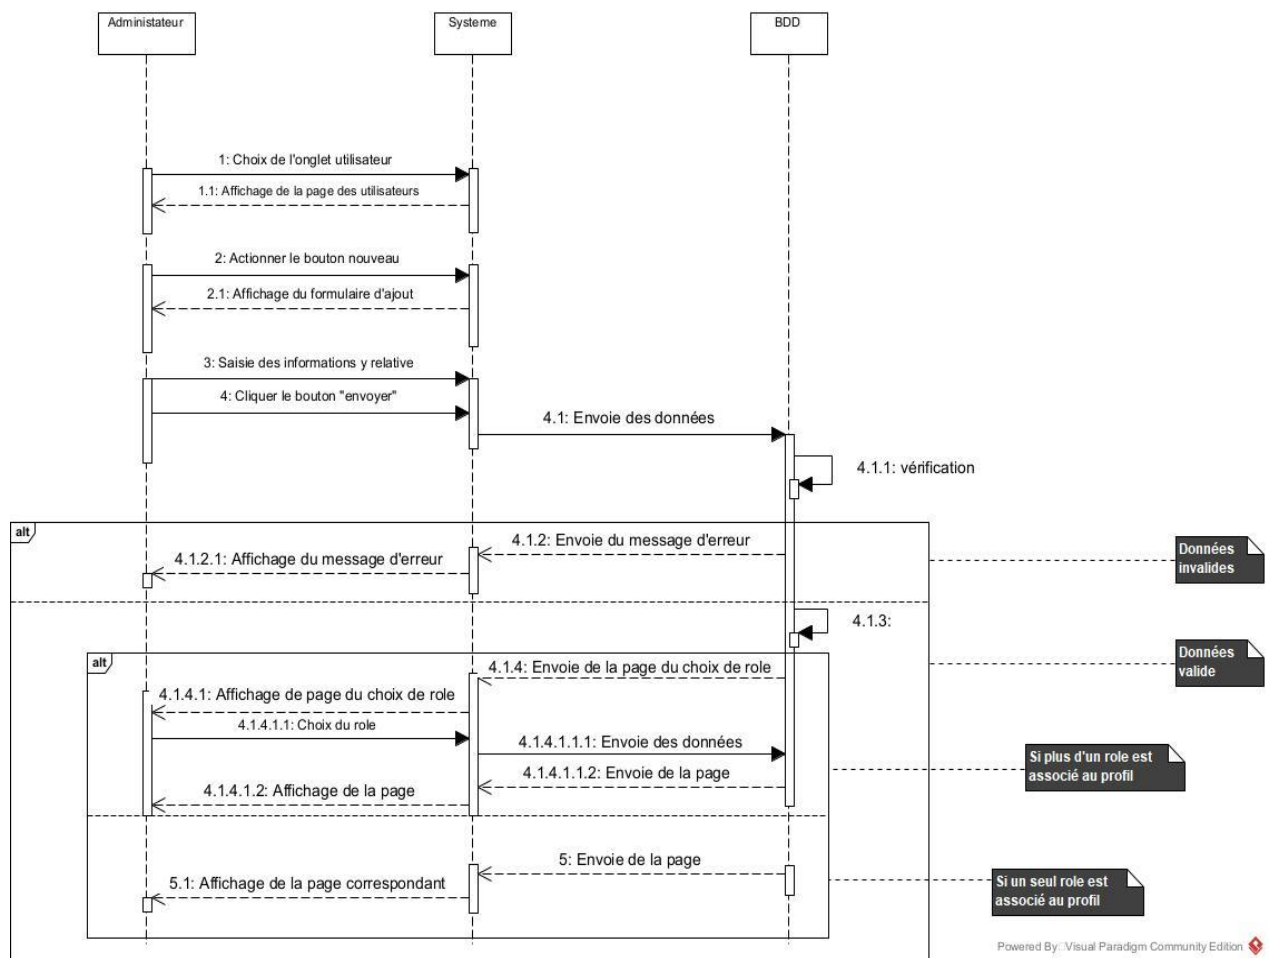 Administateur
Systeme
BDD
1: Choix de l'onglet utilisateur
1.1: Affichage de la page des utilisateurs
2: Actionner le bouton nouveau
2.1: Affichage du formulaire d'ajout
3: Saisie des informations y relative
4: Cliquer le bouton "envoyer"
4.1: Envoie des données
4.1.1: vérification
alt
4.1.2: Envoie du message d'erreur
4.1.2.1: Affichage du message d'erreur
Données
invalides
4.1.3:
alt
4.1.4: Envoie de la page du choix de role
Données
valide
4.1.4.1: Affichage de page du choix de role
4.1.4.1.1: Choix du role
4.1.4.1.1.1: Envoie des données
4.1.4.1.1.2: Envoie de la page
4.1.4.1.2: Affichage de la page
Si plus d'un role est
associé au profil
5: Envoie de la page
5.1: Affichage de la page correspondant
Si un seul role est
associé au profil
Powered By Visual Paradigm Community Edition